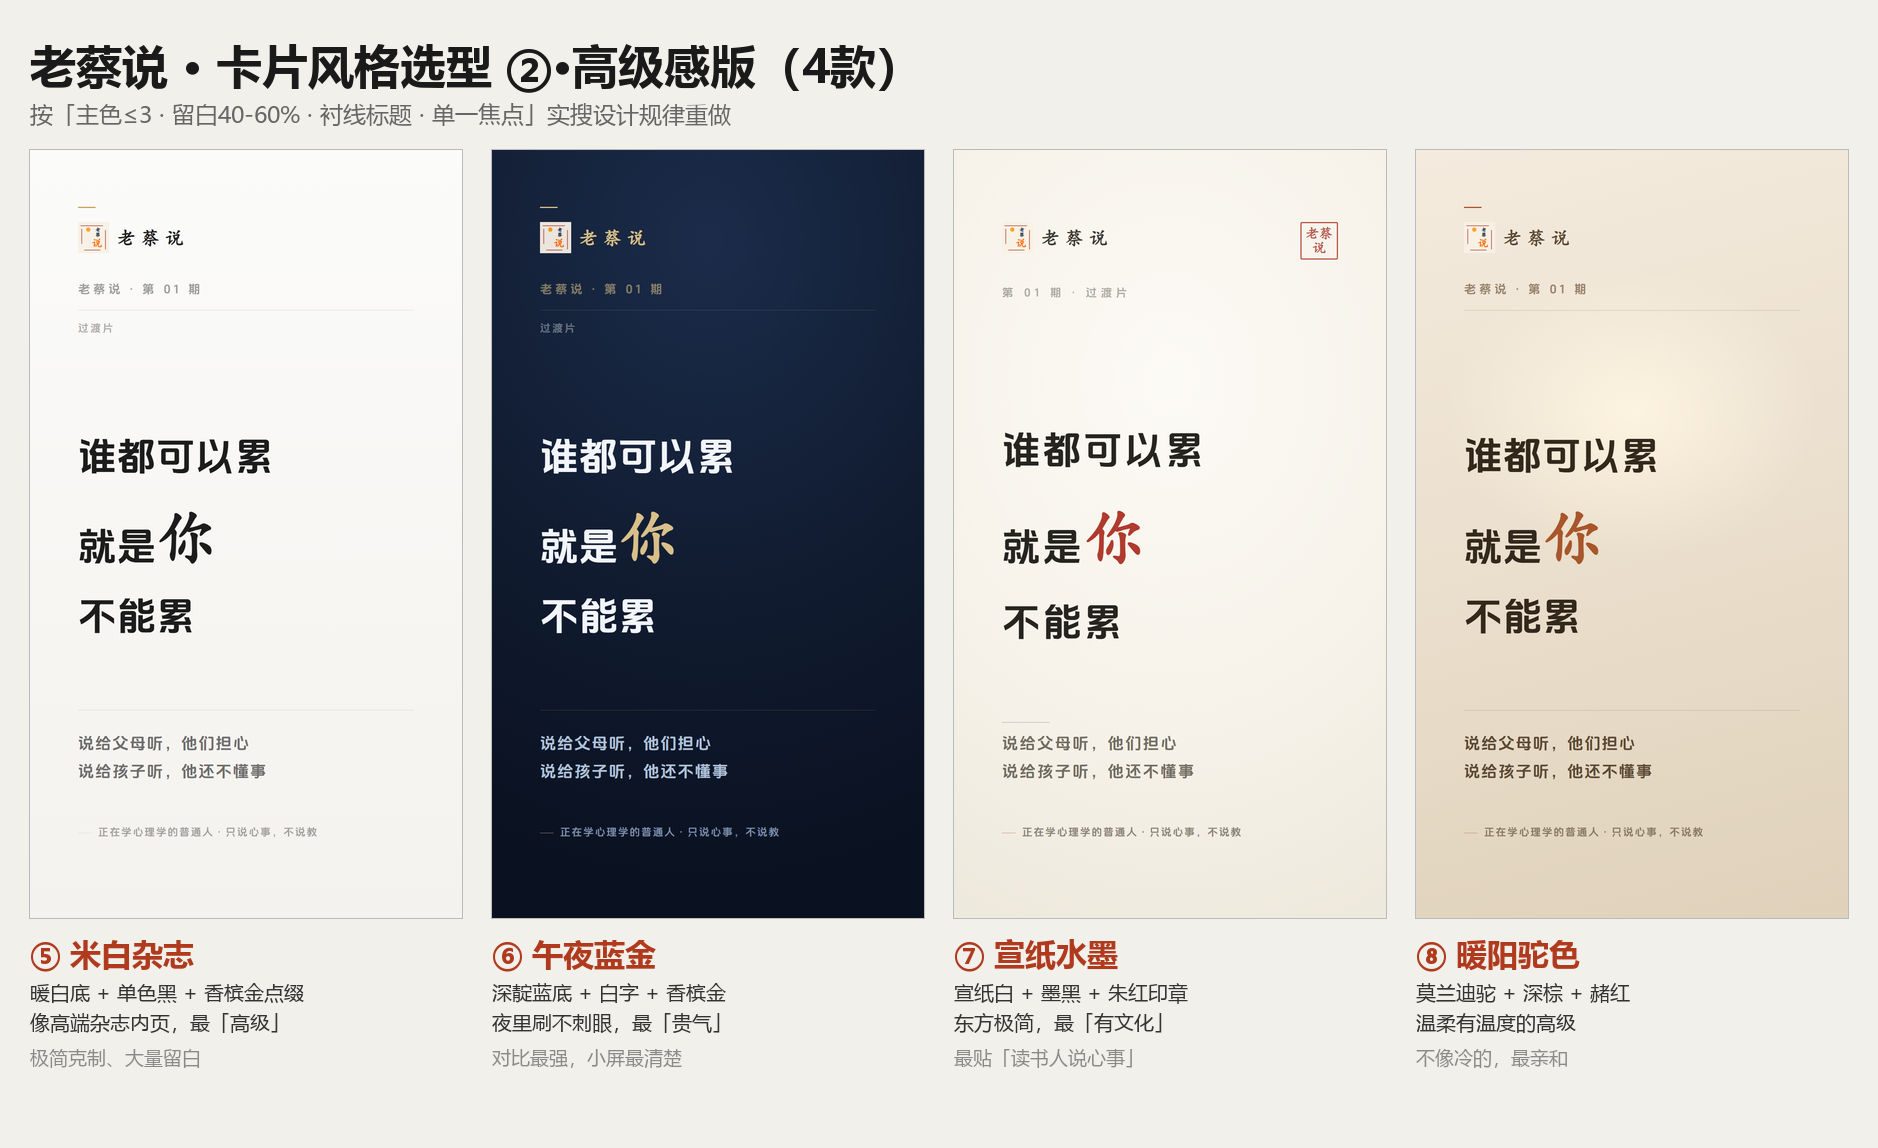 老蔡说 · 卡片风格选型 ②·高级感版（4款）
按「主色≤3 · 留白40-60% · 衬线标题 · 单一焦点」实搜设计规律重做
老蔡说
老蔡说
老蔡说 · 第 01 期
过渡片
谁都可以累
就是你
不能累
说给父母听，他们担心
说给孩子听，他还不懂事
— 正在学心理学的普通人 · 只说心事，不说教
⑤ 米白杂志
暖白底 + 单色黑 + 香槟金点缀
像高端杂志内页，最「高级」
极简克制、大量留白
老蔡说
老蔡说
老蔡说 · 第 01 期
过渡片
谁都可以累
就是你
不能累
说给父母听，他们担心
说给孩子听，他还不懂事
— 正在学心理学的普通人 · 只说心事，不说教
⑥ 午夜蓝金
深靛蓝底 + 白字 + 香槟金
夜里刷不刺眼，最「贵气」
对比最强，小屏最清楚
老蔡说
老蔡说
老蔡
说
第 01 期 · 过渡片
谁都可以累
就是你
不能累
说给父母听，他们担心
说给孩子听，他还不懂事
— 正在学心理学的普通人 · 只说心事，不说教
⑦ 宣纸水墨
宣纸白 + 墨黑 + 朱红印章
东方极简，最「有文化」
最贴「读书人说心事」
老蔡说
老蔡说
老蔡说 · 第 01 期
谁都可以累
就是你
不能累
说给父母听，他们担心
说给孩子听，他还不懂事
— 正在学心理学的普通人 · 只说心事，不说教
⑧ 暖阳驼色
莫兰迪驼 + 深棕 + 赭红
温柔有温度的高级
不像冷的，最亲和